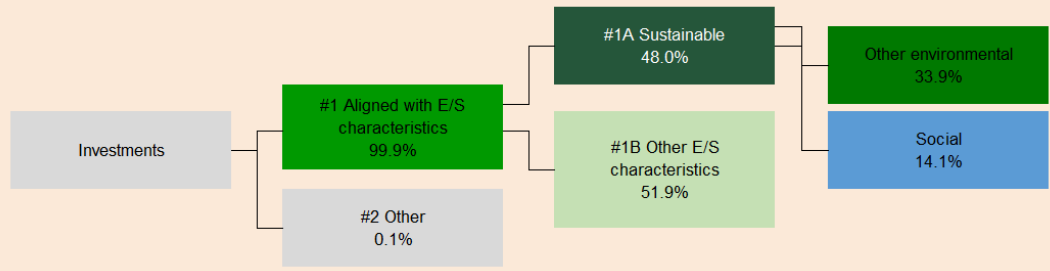 Investments
#1 Aligned with E/S
characteristics
99.9%
#2 Other
0.1%
#1A Sustainable
48.0%
#1B Other E/S
characteristics
51.9%
Other environmental
33.9%
Social
14.1%